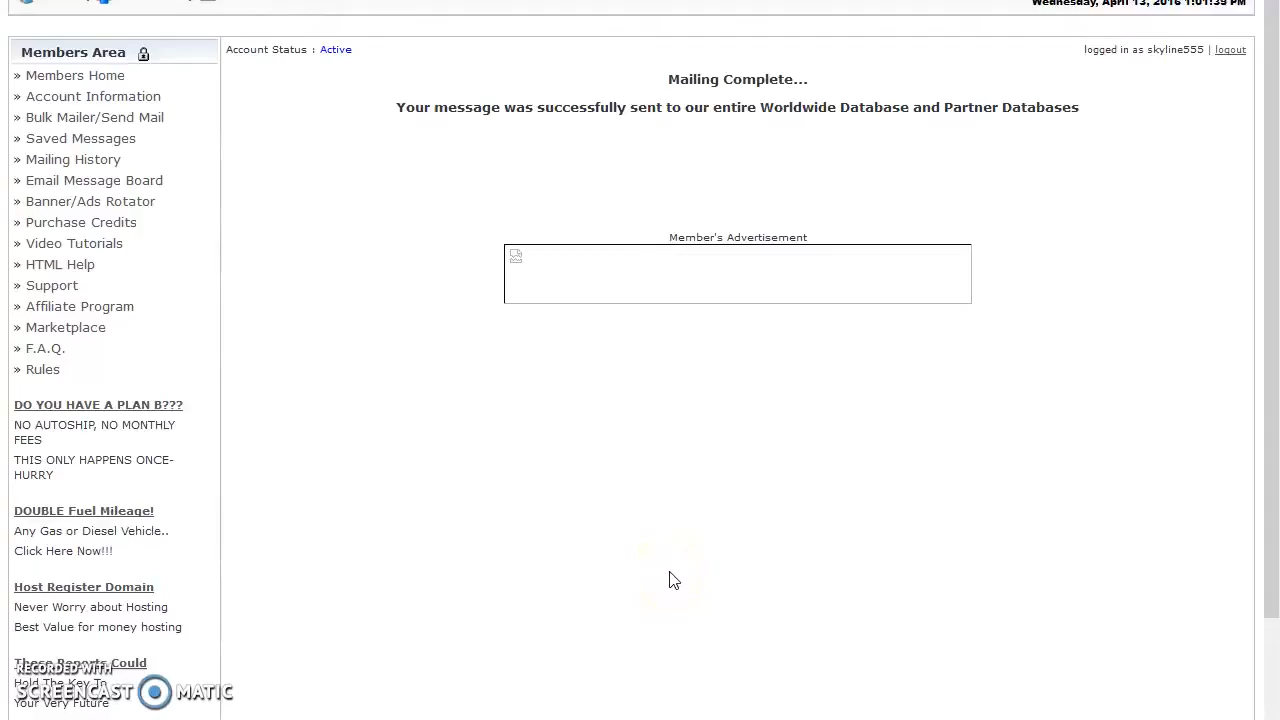 Wednesday, April 13, 2016 1:01:39 PM
Members Area
Account Status : Active
logged in as skyline555 | logout
» Members Home
» Account Information
» Bulk Mailer/Send Mail
» Saved Messages
» Mailing History
» Email Message Board
» Banner/Ads Rotator
» Purchase Credits
» Video Tutorials
» HTML Help
» Support
» Affiliate Program
» Marketplace
» F.A.Q.
» Rules
Mailing Complete...
Your message was successfully sent to our entire Worldwide Database and Partner Databases
Member's Advertisement
DO YOU HAVE A PLAN B???
NO AUTOSHIP, NO MONTHLY
FEES
THIS ONLY HAPPENS ONCE-
HURRY
DOUBLE Fuel Mileage!
Any Gas or Diesel Vehicle..
Click Here Now!!!
Host Register Domain
Never Worry about Hosting
Best Value for money hosting
These Reports Could
Hold The Key To
Your Very Future
RECORDED WITH
SCREENCAST MATIC